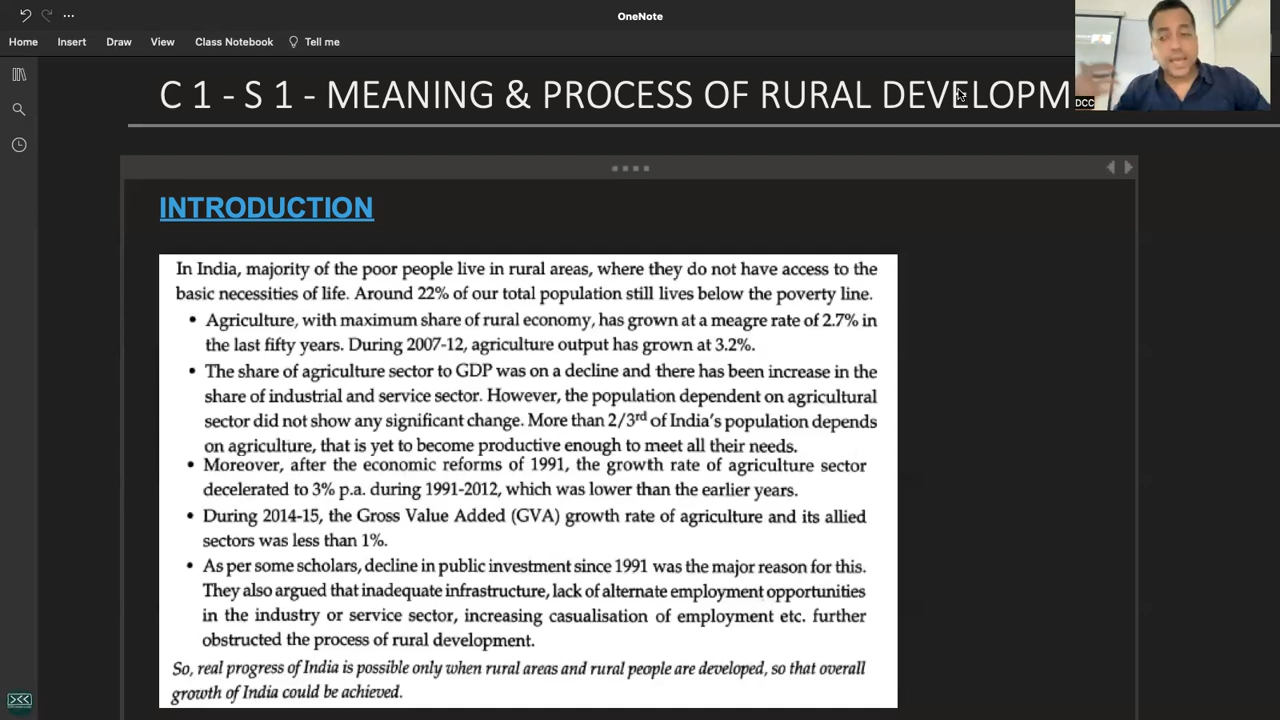 OneNote
Home Insert Draw View Class Notebook Tell me
C 1 - S 1 - MEANING & PROCESS OF RURAL DEVELOPM
DCC
INTRODUCTION
In India, majority of the poor people live in rural areas, where they do not have access to the
basic necessities of life. Around 22% of our total population still lives below the poverty line.
• Agriculture, with maximum share of rural economy, has grown at a meagre rate of 2.7% in
the last fifty years. During 2007-12, agriculture output has grown at 3.2%.
• The share of agriculture sector to GDP was on a decline and there has been increase in the
share of industrial and service sector. However, the population dependent on agricultural
sector did not show any significant change. More than 2/3rd of India's population depends
on agriculture, that is yet to become productive enough to meet all their needs.
• Moreover, after the economic reforms of 1991, the growth rate of agriculture sector
decelerated to 3% p.a. during 1991-2012, which was lower than the earlier years.
• During 2014-15, the Gross Value Added (GVA) growth rate of agriculture and its allied
sectors was less than 1%.
• As per some scholars, decline in public investment since 1991 was the major reason for this.
They also argued that inadequate infrastructure, lack of alternate employment opportunities
in the industry or service sector, increasing casualisation of employment etc. further
obstructed the process of rural development.
So, real progress of India is possible only when rural areas and rural people are developed, so that overall
growth of India could be achieved.